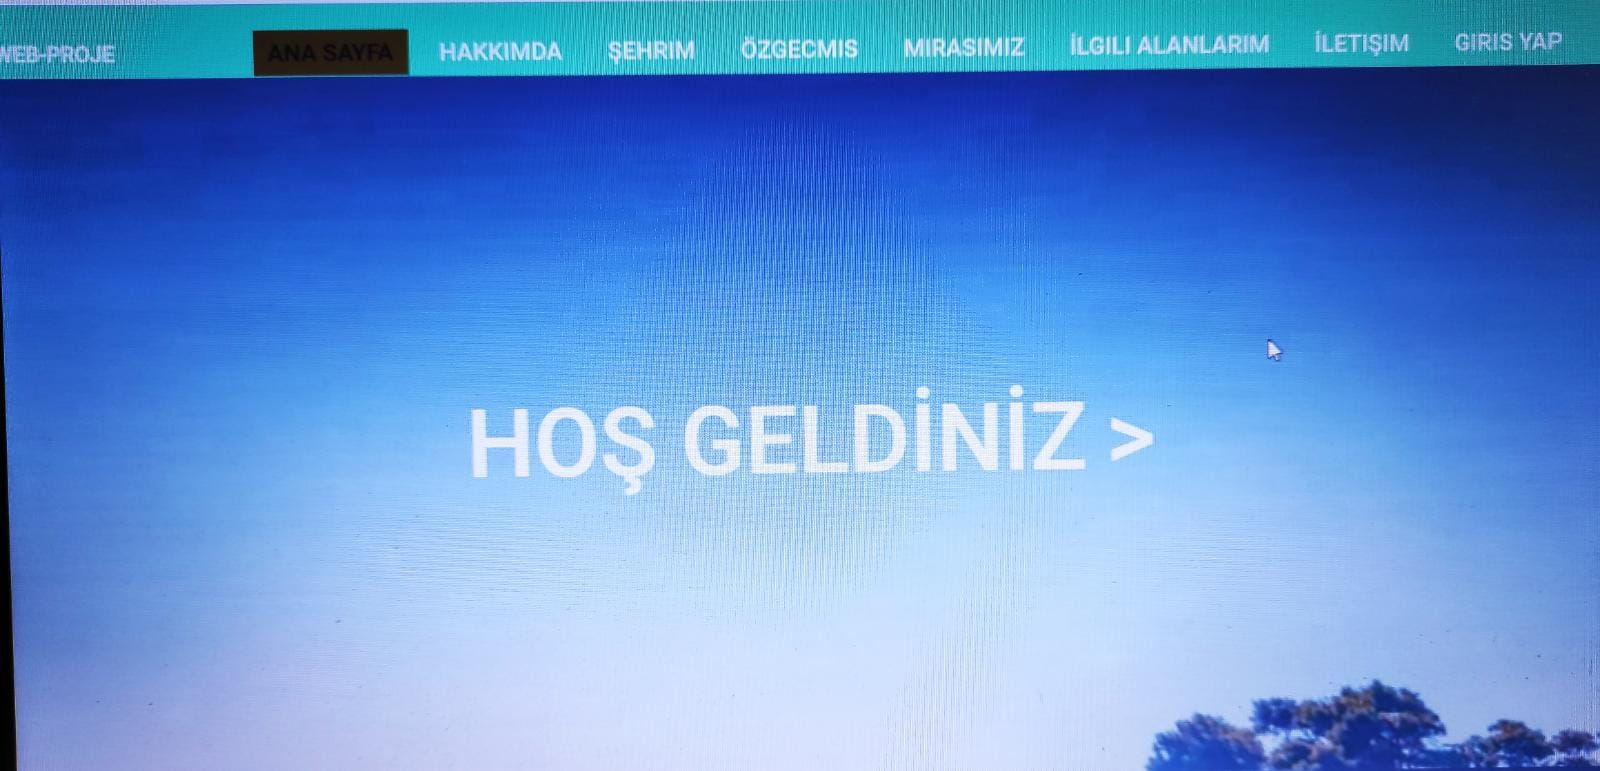 WEB-PROJE ANA SAYFA HAKKIMDA ŞEHRIM ÖZGECMIS MIRASIMIZ İLGILI ALANLARIM İLETIŞIM GIRIS YAP
HOŞ GELDİNİZ >